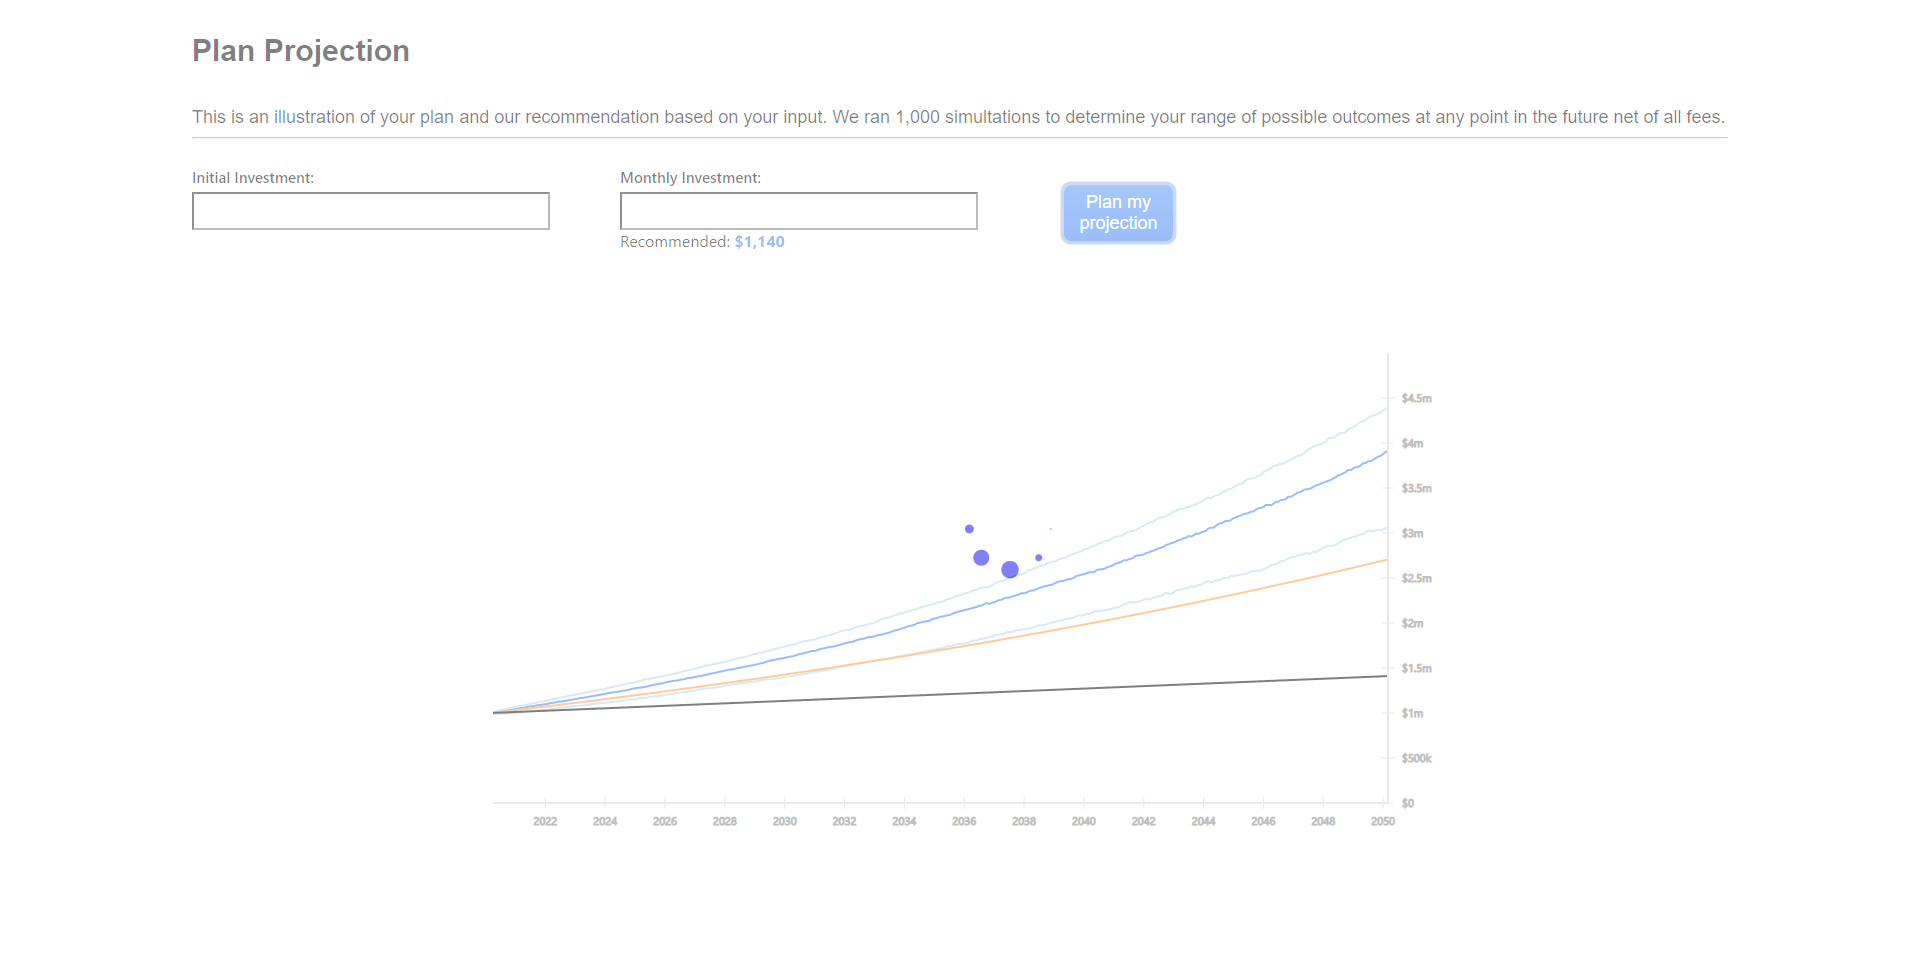 Plan Projection
This is an illustration of your plan and our recommendation based on your input. We ran 1,000 simultations to determine your range of possible outcomes at any point in the future net of all fees.
Initial Investment:
Monthly Investment:
Plan my
projection
Recommended: $1,140
$4.5m
$4m
$3.5m
$3m
$2.5m
$2m
$1.5m
$1m
$500k
$0
2022 2024 2026 2028 2030 2032 2034 2036 2038 2040 2042 2044 2046 2048 2050